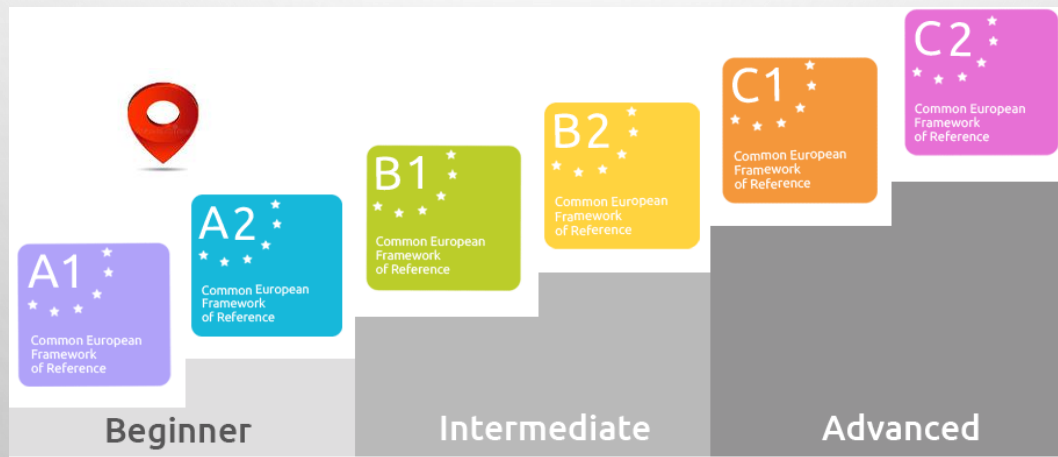 A1
Common European
Framework
of Reference
A2
Common European
Framework
of Reference
B1
Common European
Framework
of Reference
B2
Common European
Framework
of Reference
C1
Common European
Framework
of Reference
C2
Common European
Framework
of Reference
Beginner
Intermediate
Advanced